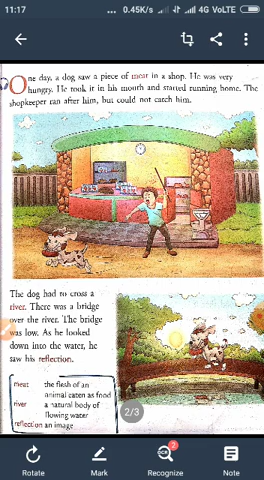 11:17 ... 0.45K/s 4G VoLTE
One day, a dog saw a piece of meat in a shop. He was very
hungry. He took it in his mouth and started running home. The
shopkeeper ran after him, but could not catch him.
The dog had to cross a
river. There was a bridge
over the river. The bridge
was low. As he looked
down into the water, he
saw his reflection.
meat the flesh of an
animal eaten as food
river a natural body of
flowing water
reflection an image
2/3
OCR 2
Rotate Mark Recognize Note